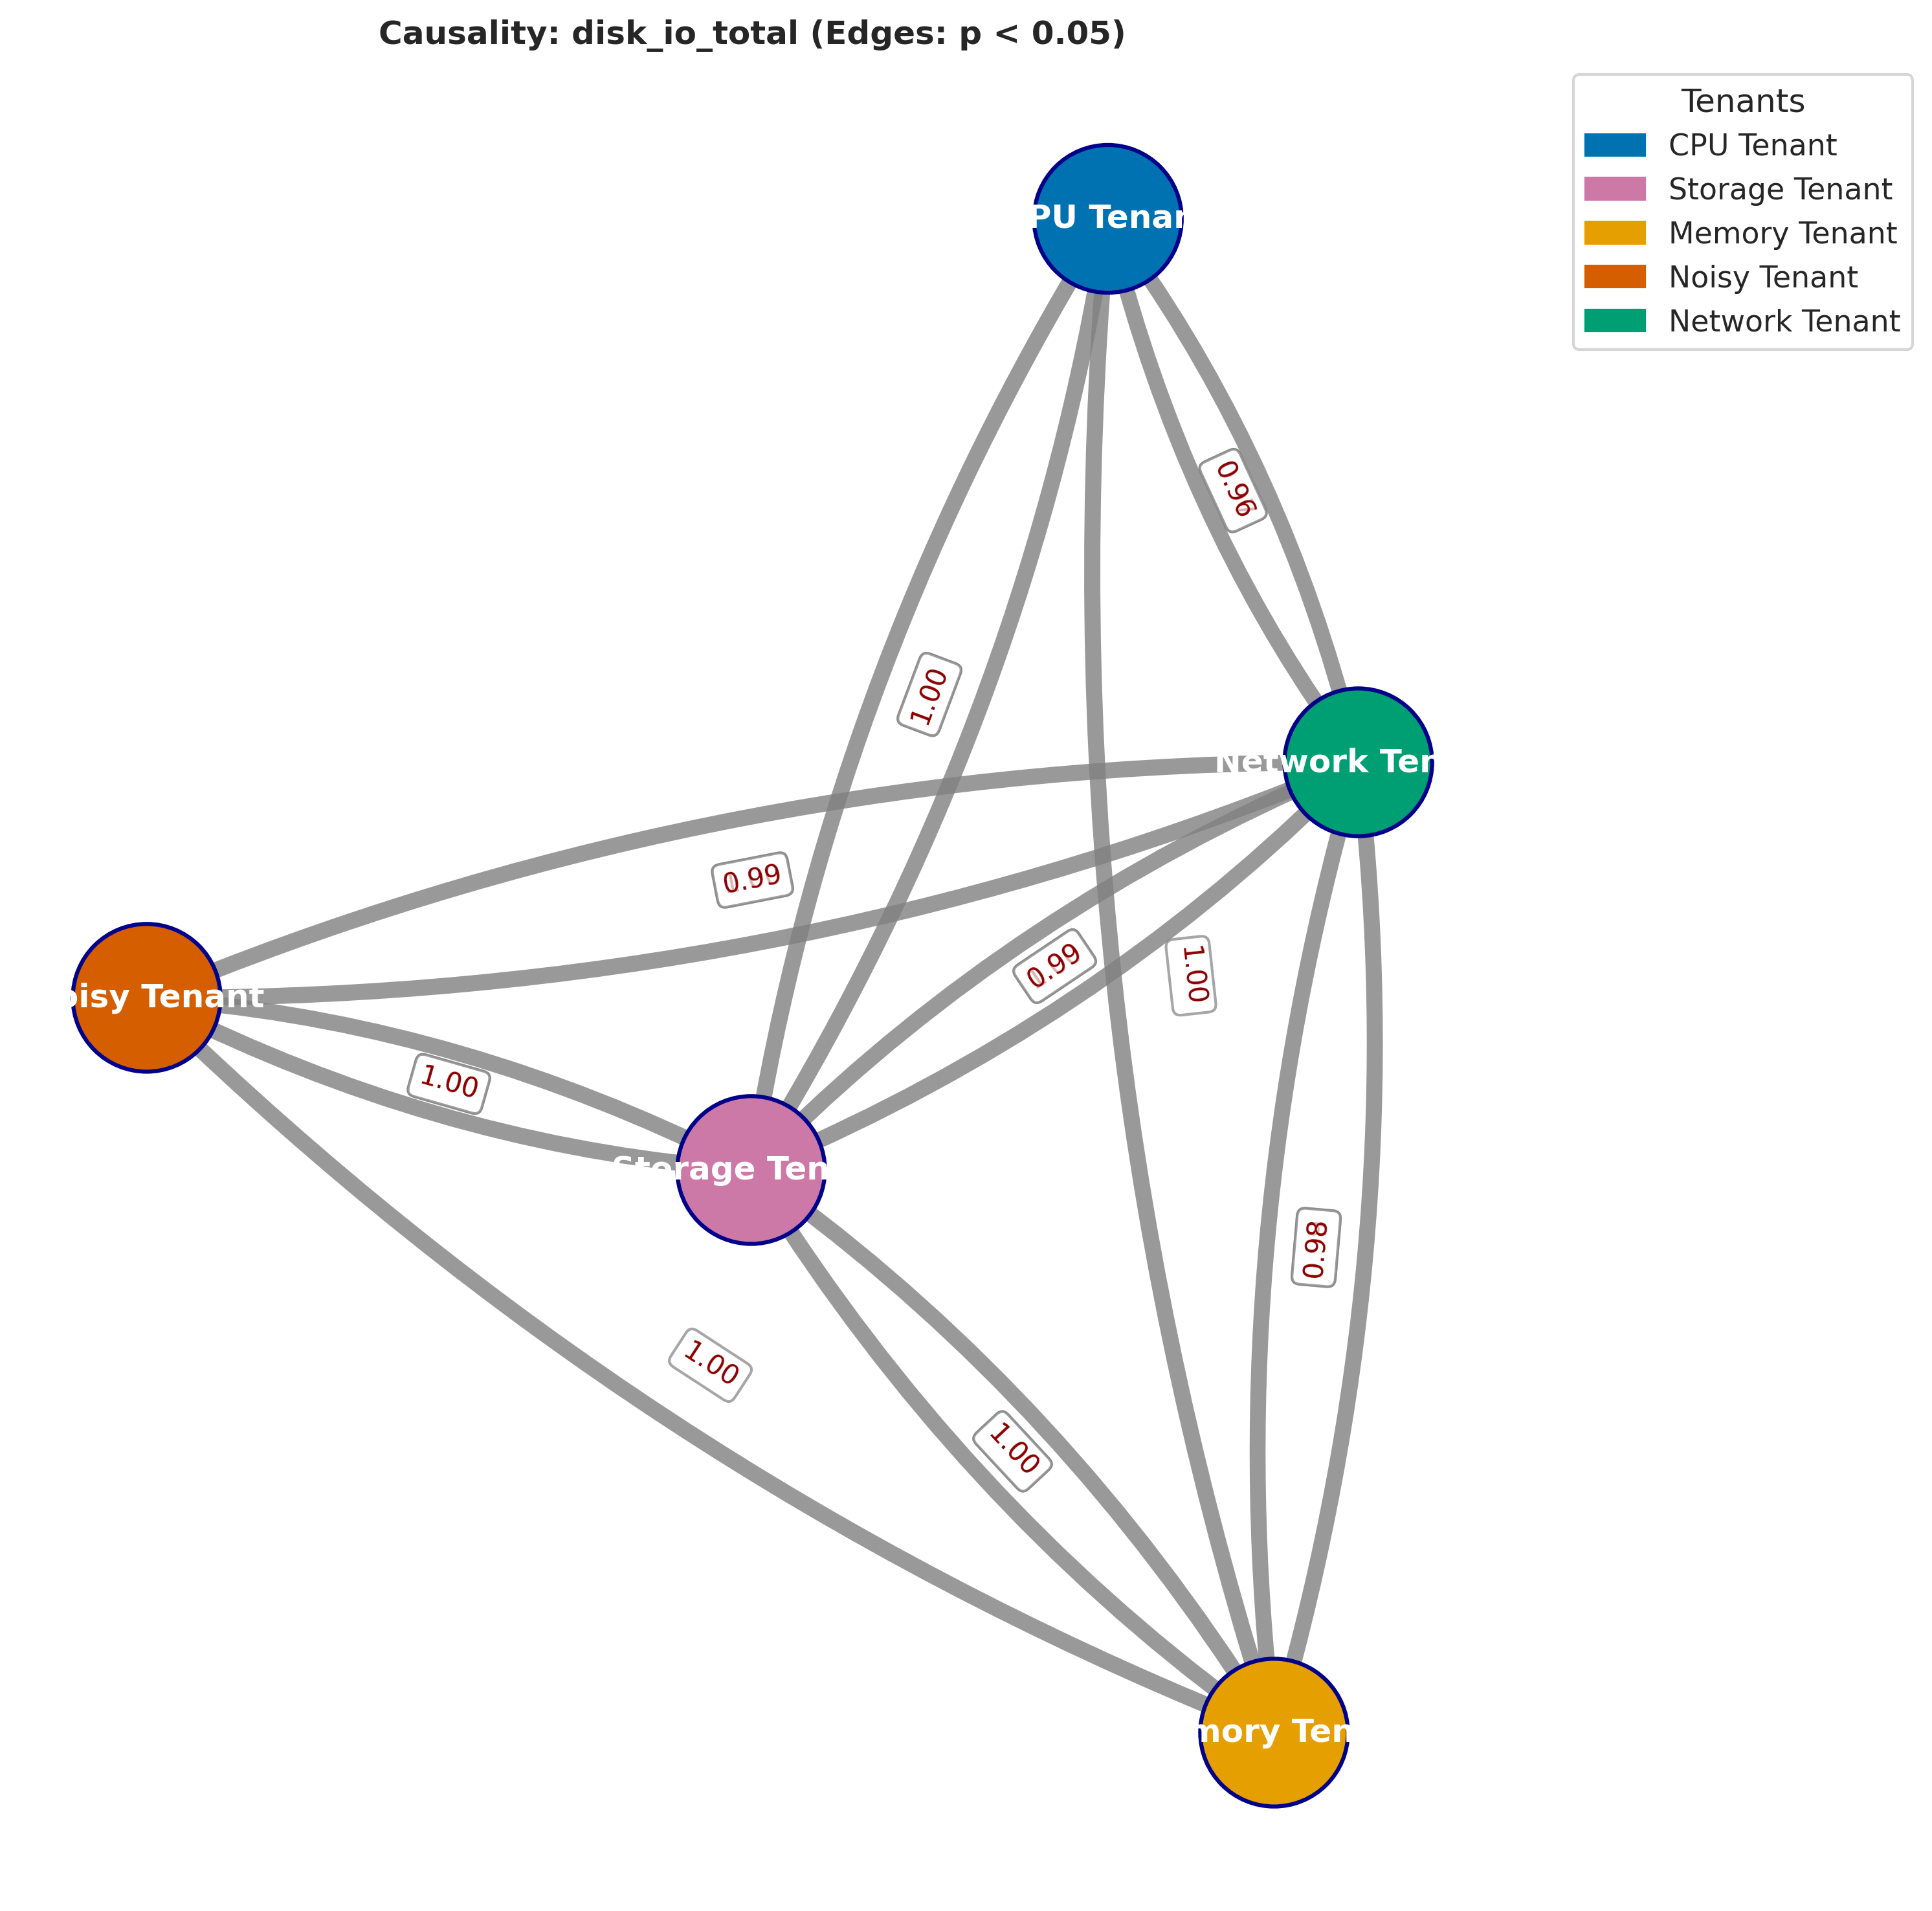 Causality: disk_io_total (Edges: p < 0.05)
Tenants
CPU Tenant
Storage Tenant
Memory Tenant
Noisy Tenant
Network Tenant
PU Tenan
0.96
1.00
Network Ten
0.99
0.99
1.00
oisy Tenant
1.00
Storage Ten
0.98
1.00
1.00
mory Ten